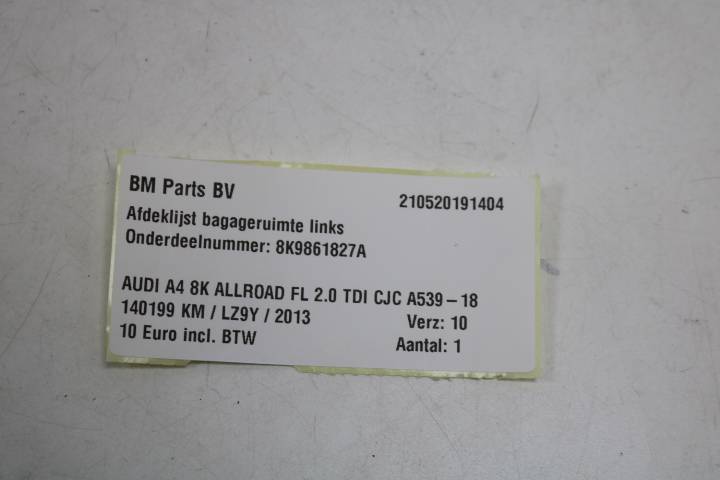 BM Parts BV 210520191404
Afdeklijst bagageruimte links
Onderdeelnummer: 8K9861827A
AUDI A4 8K ALLROAD FL 2.0 TDI CJC A539-18
140199 KM / LZ9Y / 2013 Verz: 10
10 Euro incl. BTW Aantal: 1